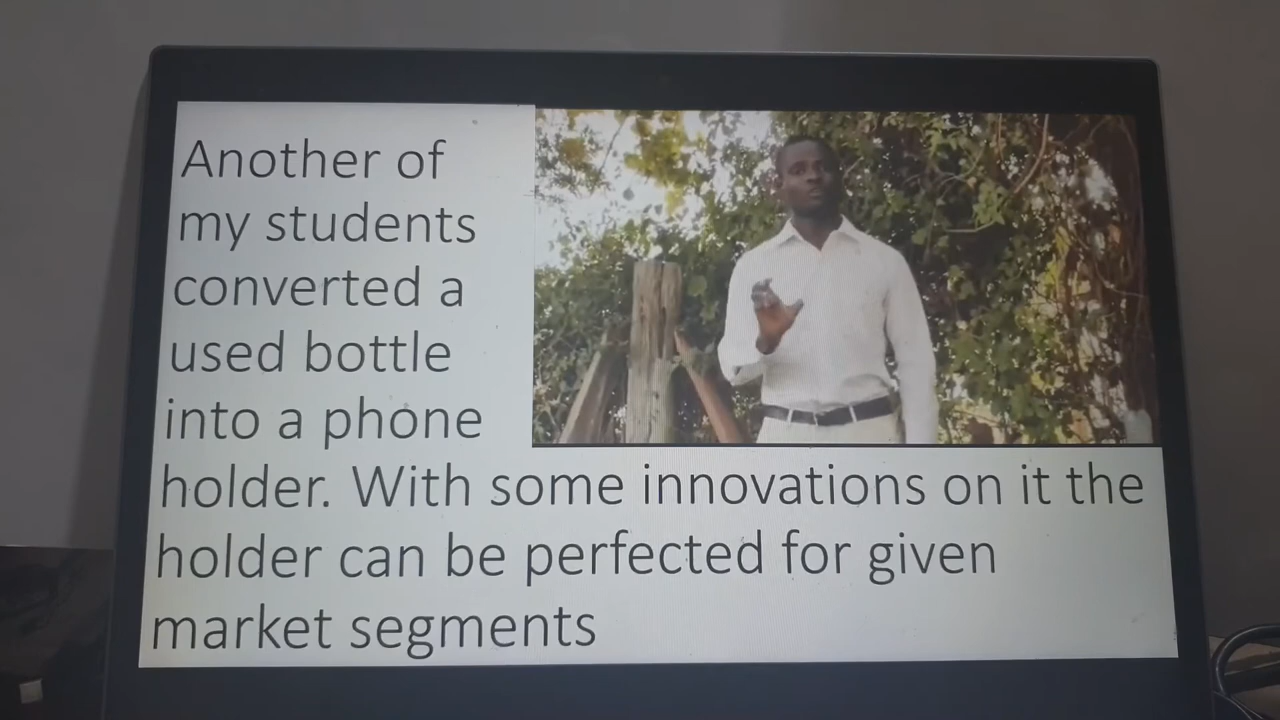 Another of
my students
converted a
used bottle
into a phone
holder. With some innovations on it the
holder can be perfected for given
market segments